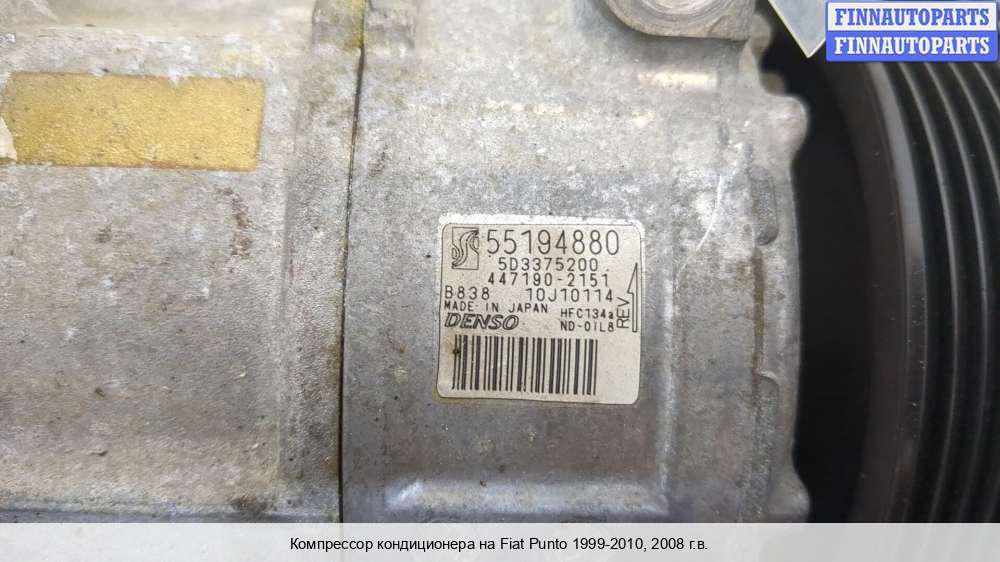 FINNAUTOPARTS
FINNAUTOPARTS
55194880
5D3375200
447190-2151
B838 10J10114
MADE IN JAPAN HFC134a
DENSO ND-OIL8
REV
Компрессор кондиционера на Fiat Punto 1999-2010, 2008 г.в.